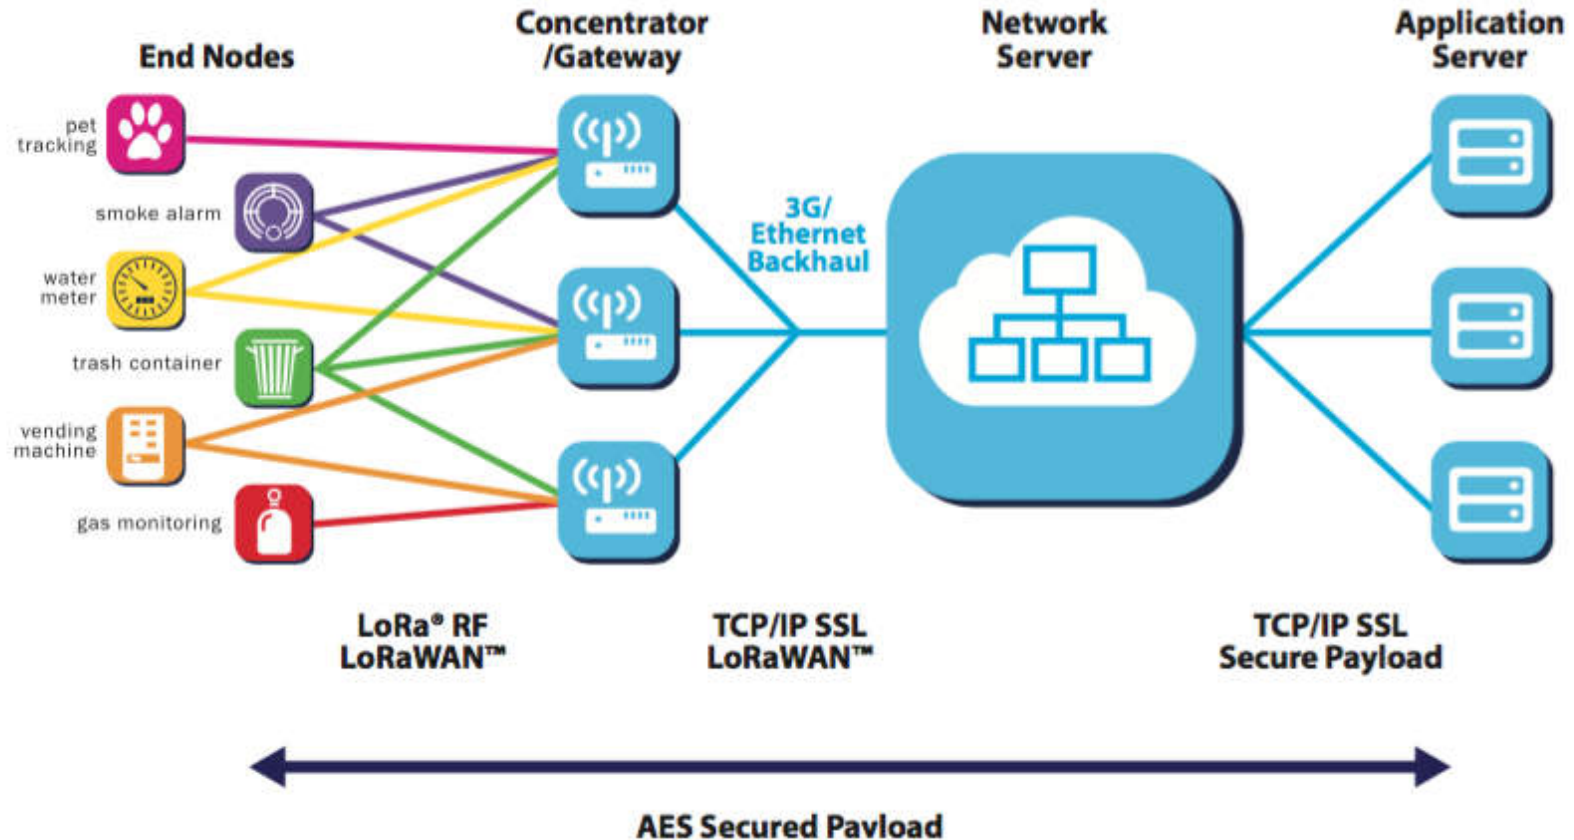 End Nodes
Concentrator
/Gateway
Network
Server
Application
Server
pet
tracking
smoke alarm
water
meter
trash container
vending
machine
gas monitoring
3G/
Ethernet
Backhaul
LoRa® RF
LoRaWAN™
TCP/IP SSL
LoRaWAN™
TCP/IP SSL
Secure Payload
AES Secured Payload